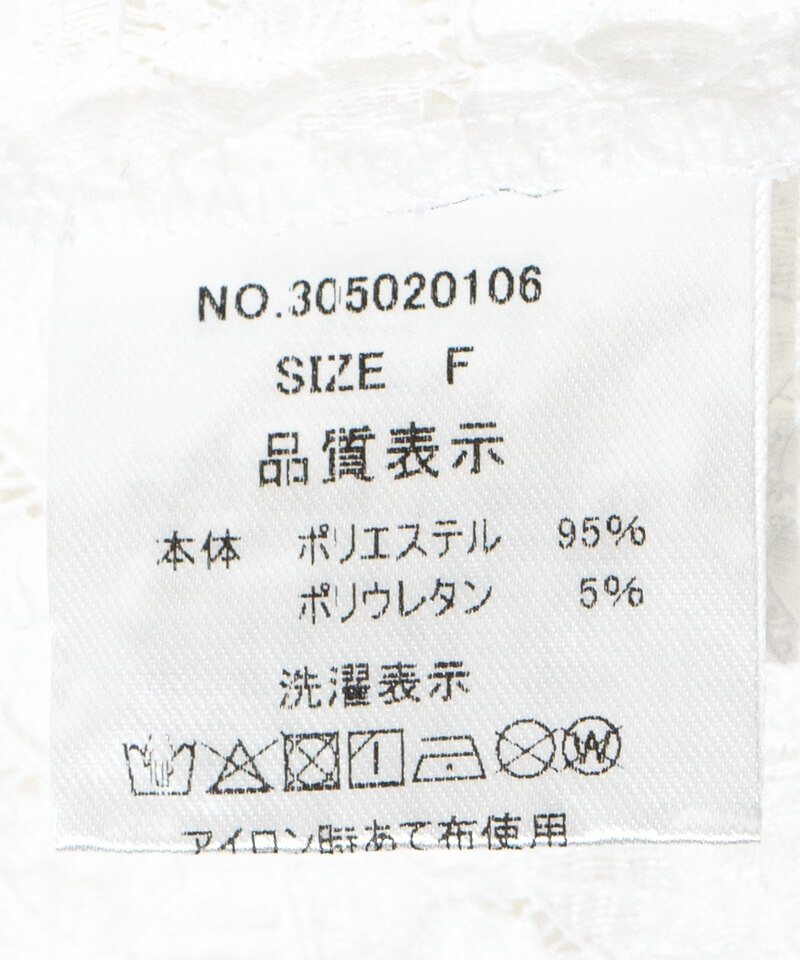 NO.305020106
SIZE F
品質表示
本体 ポリエステル 95%
ポリウレタン 5%
洗濯表示
W
アイロン時あて布使用